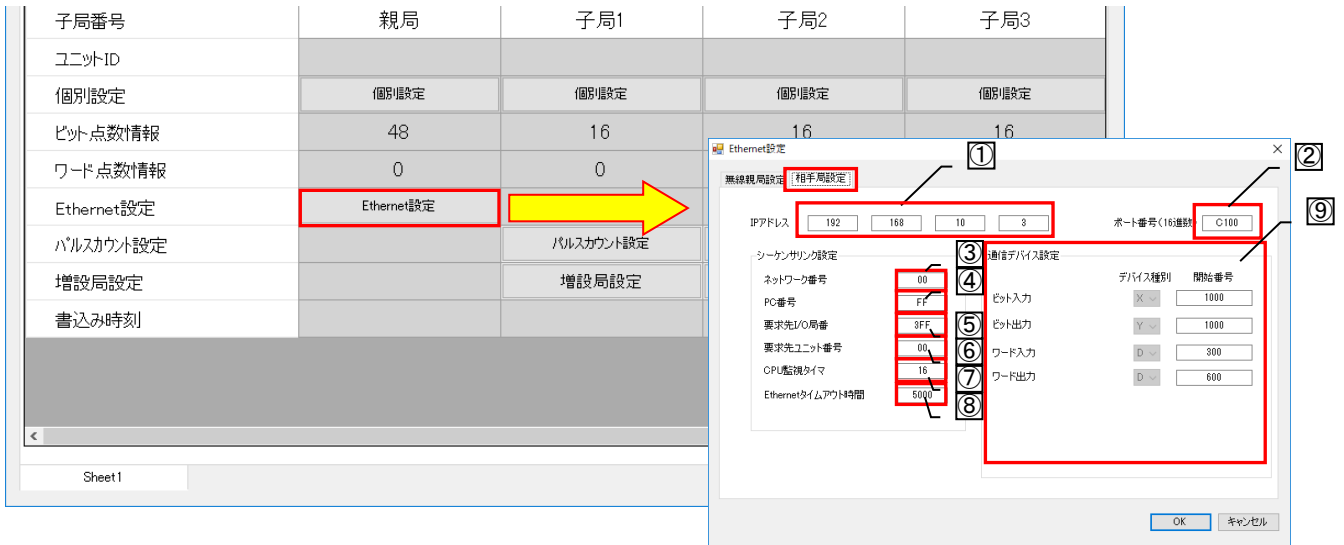 子局番号 親局 子局1 子局2 子局3
ユニットID
個別設定 個別設定 個別設定 個別設定 個別設定
ビット点数情報 48 16 16 16
ワード点数情報 0 0
Ethernet設定 Ethernet設定
パルスカウント設定 パルスカウント設定
増設局設定 増設局設定
書込み時刻
Sheet1
Ethernet設定
無線親局設定 相手局設定
① ②
IPアドレス 192 168 10 3 ポート番号(16進数) C100
⑨
シーケンサリンク設定
ネットワーク番号 00 ③
PC番号 FF ④
要求先I/O局番 3FF ⑤
要求先ユニット番号 00 ⑥
CPU監視タイマ 16 ⑦
Ethernetタイムアウト時間 5000 ⑧
通信デバイス設定
デバイス種別 開始番号
ビット入力 X 1000
ビット出力 Y 1000
ワード入力 D 300
ワード出力 D 600
OK キャンセル